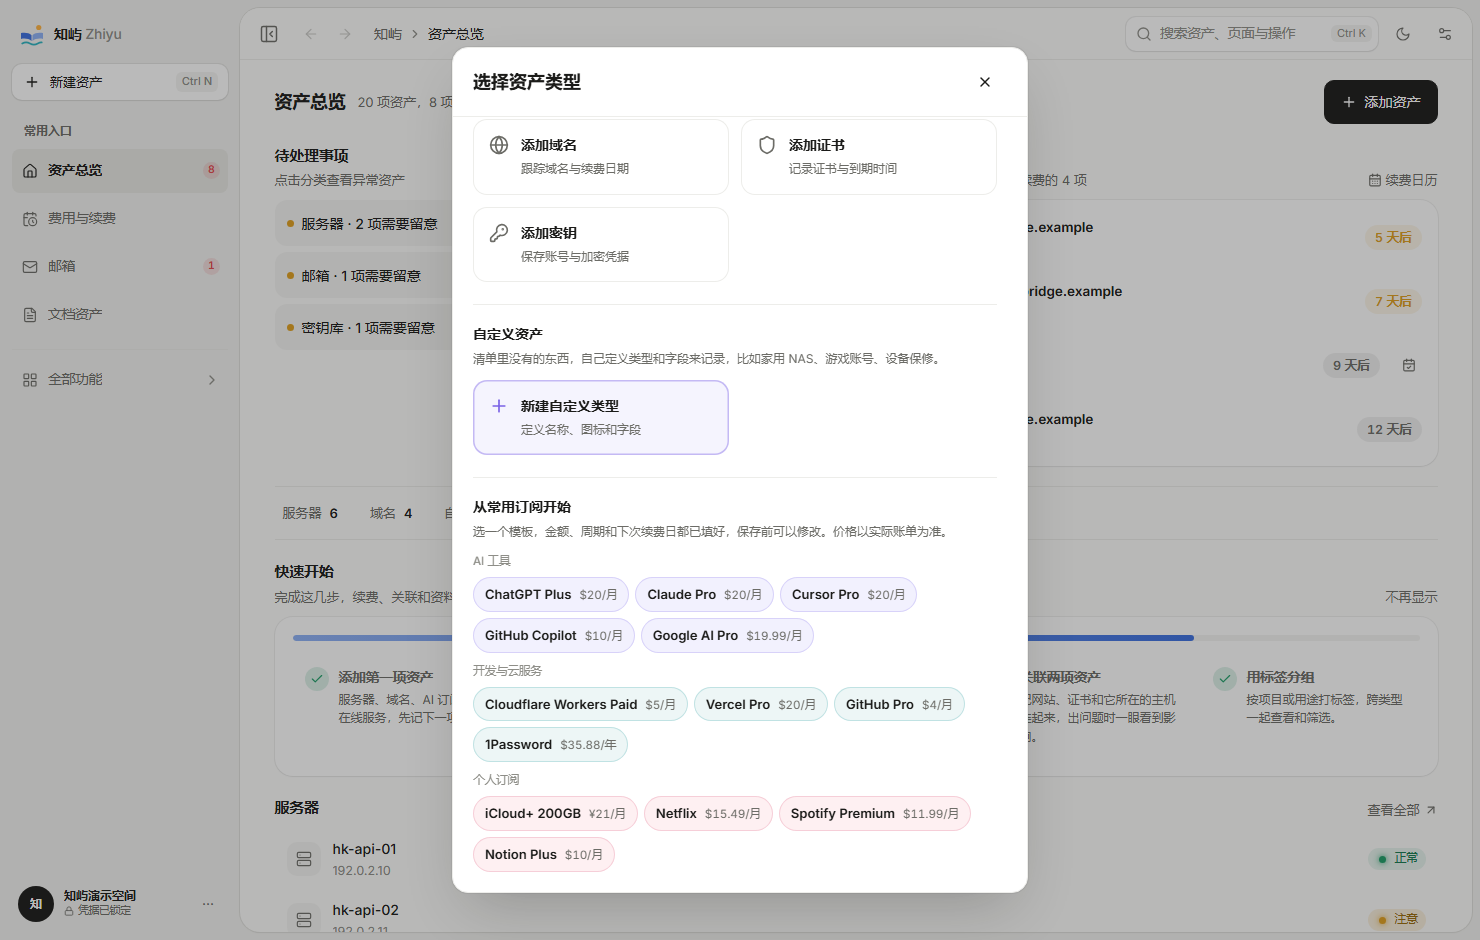 知屿 Zhiyu
新建资产 Ctrl N
常用入口
资产总览 8
费用与续费
邮箱 1
文档资产
全部功能
知 知屿演示空间
凭据已锁定
知屿 > 资产总览
搜索资产、页面与操作 Ctrl K
资产总览 20 项资产，8 项
添加资产
待处理事项
点击分类查看异常资产
服务器 · 2 项需要留意
邮箱 · 1 项需要留意
密钥库 · 1 项需要留意
续费的 4 项
续费日历
e.example
5 天后
ridge.example
7 天后
9 天后
e.example
12 天后
服务器 6 域名 4
快速开始
完成这几步，续费、关联和资料
不再显示
添加第一项资产
服务器、域名、AI 订
在线服务，先记下一项
关联两项资产
网站、证书和它所在的主机
起来，出问题时一眼看到影
。
用标签分组
按项目或用途打标签，跨类型
一起查看和筛选。
服务器
查看全部
hk-api-01
192.0.2.10
正常
hk-api-02
192.0.2.11
注意
选择资产类型
添加域名
跟踪域名与续费日期
添加证书
记录证书与到期时间
添加密钥
保存账号与加密凭据
自定义资产
清单里没有的东西，自己定义类型和字段来记录，比如家用 NAS、游戏账号、设备保修。
新建自定义类型
定义名称、图标和字段
从常用订阅开始
选一个模板，金额、周期和下次续费日都已填好，保存前可以修改。价格以实际账单为准。
AI 工具
ChatGPT Plus $20/月 Claude Pro $20/月 Cursor Pro $20/月
GitHub Copilot $10/月 Google AI Pro $19.99/月
开发与云服务
Cloudflare Workers Paid $5/月 Vercel Pro $20/月 GitHub Pro $4/月
1Password $35.88/年
个人订阅
iCloud+ 200GB ¥21/月 Netflix $15.49/月 Spotify Premium $11.99/月
Notion Plus $10/月